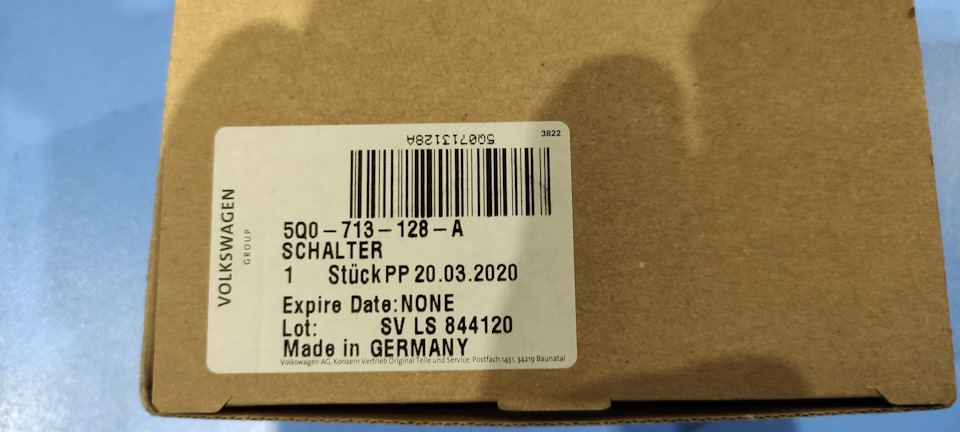 5Q0713128A
3822
VOLKSWAGEN
GROUP
5Q0-713-128-A
SCHALTER
1 Stück PP 20.03.2020
Expire Date: NONE
Lot: SV LS 844120
Made in GERMANY
Volkswagen AG, Konzern Vertrieb Original Teile und Service, Postfach 1451, 34219 Baunatal